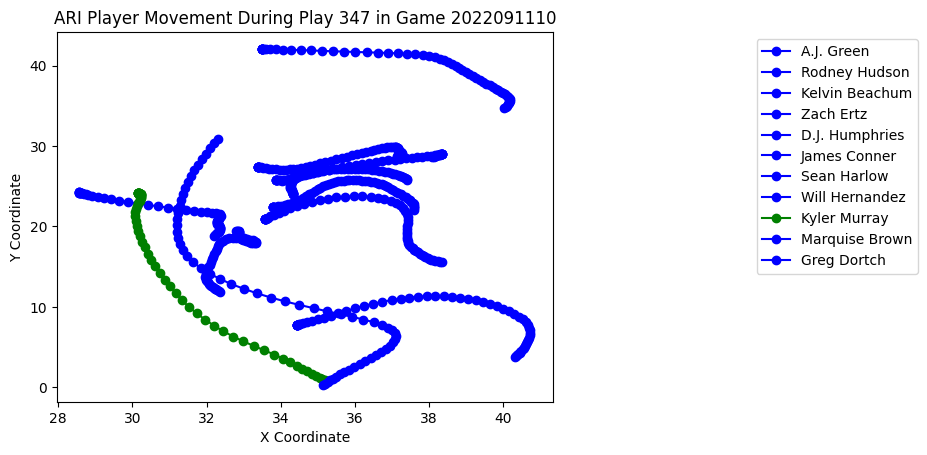 ARI Player Movement During Play 347 in Game 2022091110
A.J. Green
Rodney Hudson
Kelvin Beachum
Zach Ertz
D.J. Humphries
James Conner
Sean Harlow
Will Hernandez
Kyler Murray
Marquise Brown
Greg Dortch
Y Coordinate
40
30
20
10
0
28 30 32 34 36 38 40
X Coordinate